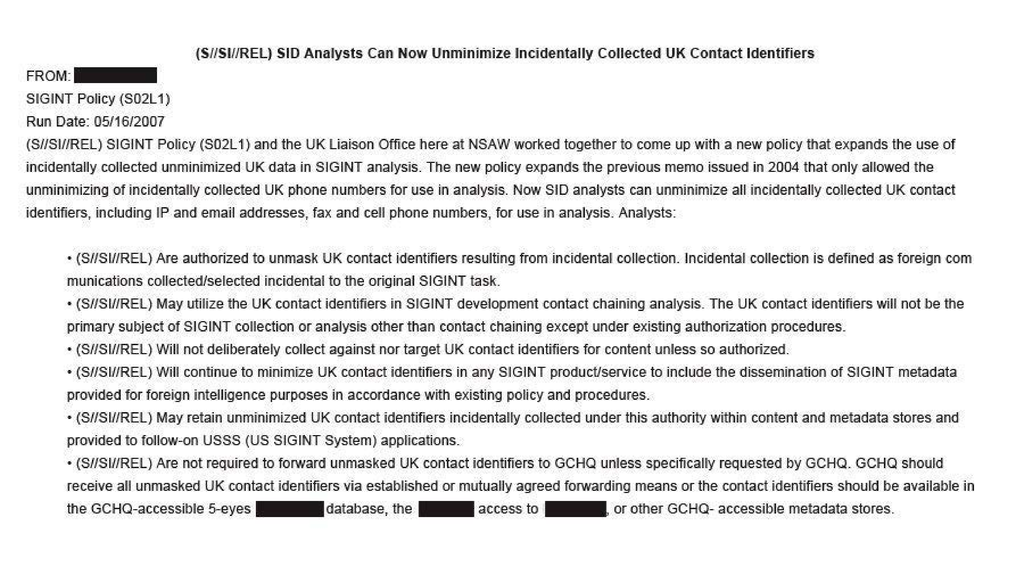 (S//SI//REL) SID Analysts Can Now Unminimize Incidentally Collected UK Contact Identifiers
FROM:
SIGINT Policy (S02L1)
Run Date: 05/16/2007
(S//SI//REL) SIGINT Policy (S02L1) and the UK Liaison Office here at NSAW worked together to come up with a new policy that expands the use of
incidentally collected unminimized UK data in SIGINT analysis. The new policy expands the previous memo issued in 2004 that only allowed the
unminimizing of incidentally collected UK phone numbers for use in analysis. Now SID analysts can unminimize all incidentally collected UK contact
identifiers, including IP and email addresses, fax and cell phone numbers, for use in analysis. Analysts:
• (S//SI//REL) Are authorized to unmask UK contact identifiers resulting from incidental collection. Incidental collection is defined as foreign com
munications collected/selected incidental to the original SIGINT task.
• (S//SI//REL) May utilize the UK contact identifiers in SIGINT development contact chaining analysis. The UK contact identifiers will not be the
primary subject of SIGINT collection or analysis other than contact chaining except under existing authorization procedures.
• (S//SI//REL) Will not deliberately collect against nor target UK contact identifiers for content unless so authorized.
• (S//SI//REL) Will continue to minimize UK contact identifiers in any SIGINT product/service to include the dissemination of SIGINT metadata
provided for foreign intelligence purposes in accordance with existing policy and procedures.
• (S//SI//REL) May retain unminimized UK contact identifiers incidentally collected under this authority within content and metadata stores and
provided to follow-on USSS (US SIGINT System) applications.
• (S//SI//REL) Are not required to forward unmasked UK contact identifiers to GCHQ unless specifically requested by GCHQ. GCHQ should
receive all unmasked UK contact identifiers via established or mutually agreed forwarding means or the contact identifiers should be available in
the GCHQ-accessible 5-eyes database, the access to , or other GCHQ- accessible metadata stores.